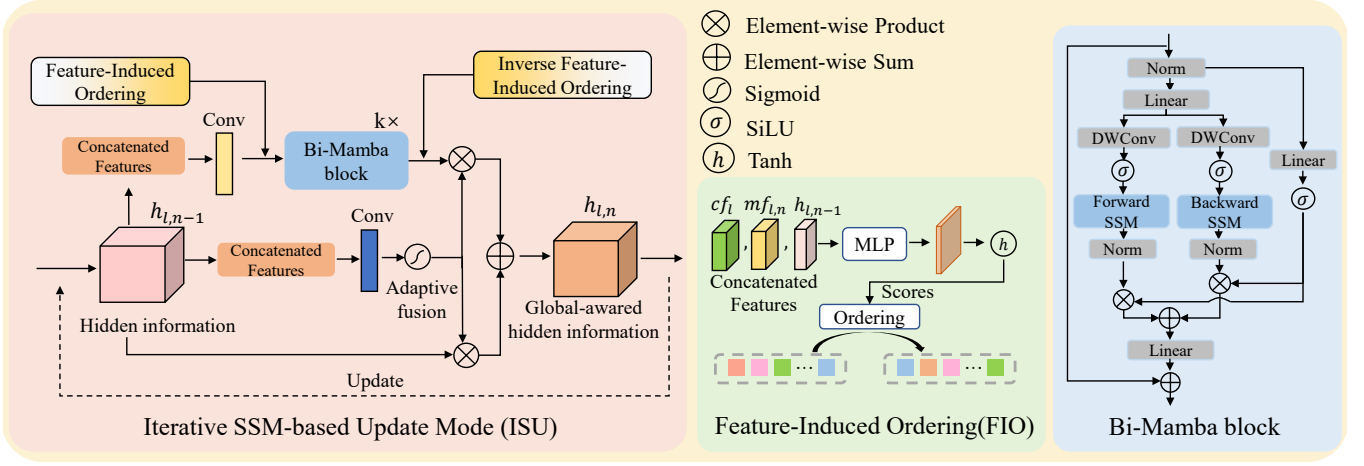 Feature-Induced
Ordering
Inverse Feature-
Induced Ordering
Conv
k×
Concatenated
Features
Bi-Mamba
block
h_{l,n−1}
Conv
h_{l,n}
Concatenated
Features
Adaptive
fusion
Hidden information
Global-awared
hidden information
Update
Iterative SSM-based Update Mode (ISU)
Element-wise Product
Element-wise Sum
Sigmoid
σ
SiLU
h
Tanh
cf_l
mf_{l,n}
h_{l,n−1}
, ,
MLP
h
Concatenated
Features
Scores
Ordering
...
...
Feature-Induced Ordering(FIO)
Norm
Linear
DWConv
DWConv
Linear
σ
σ
σ
Forward
SSM
Backward
SSM
Norm
Norm
Linear
Bi-Mamba block